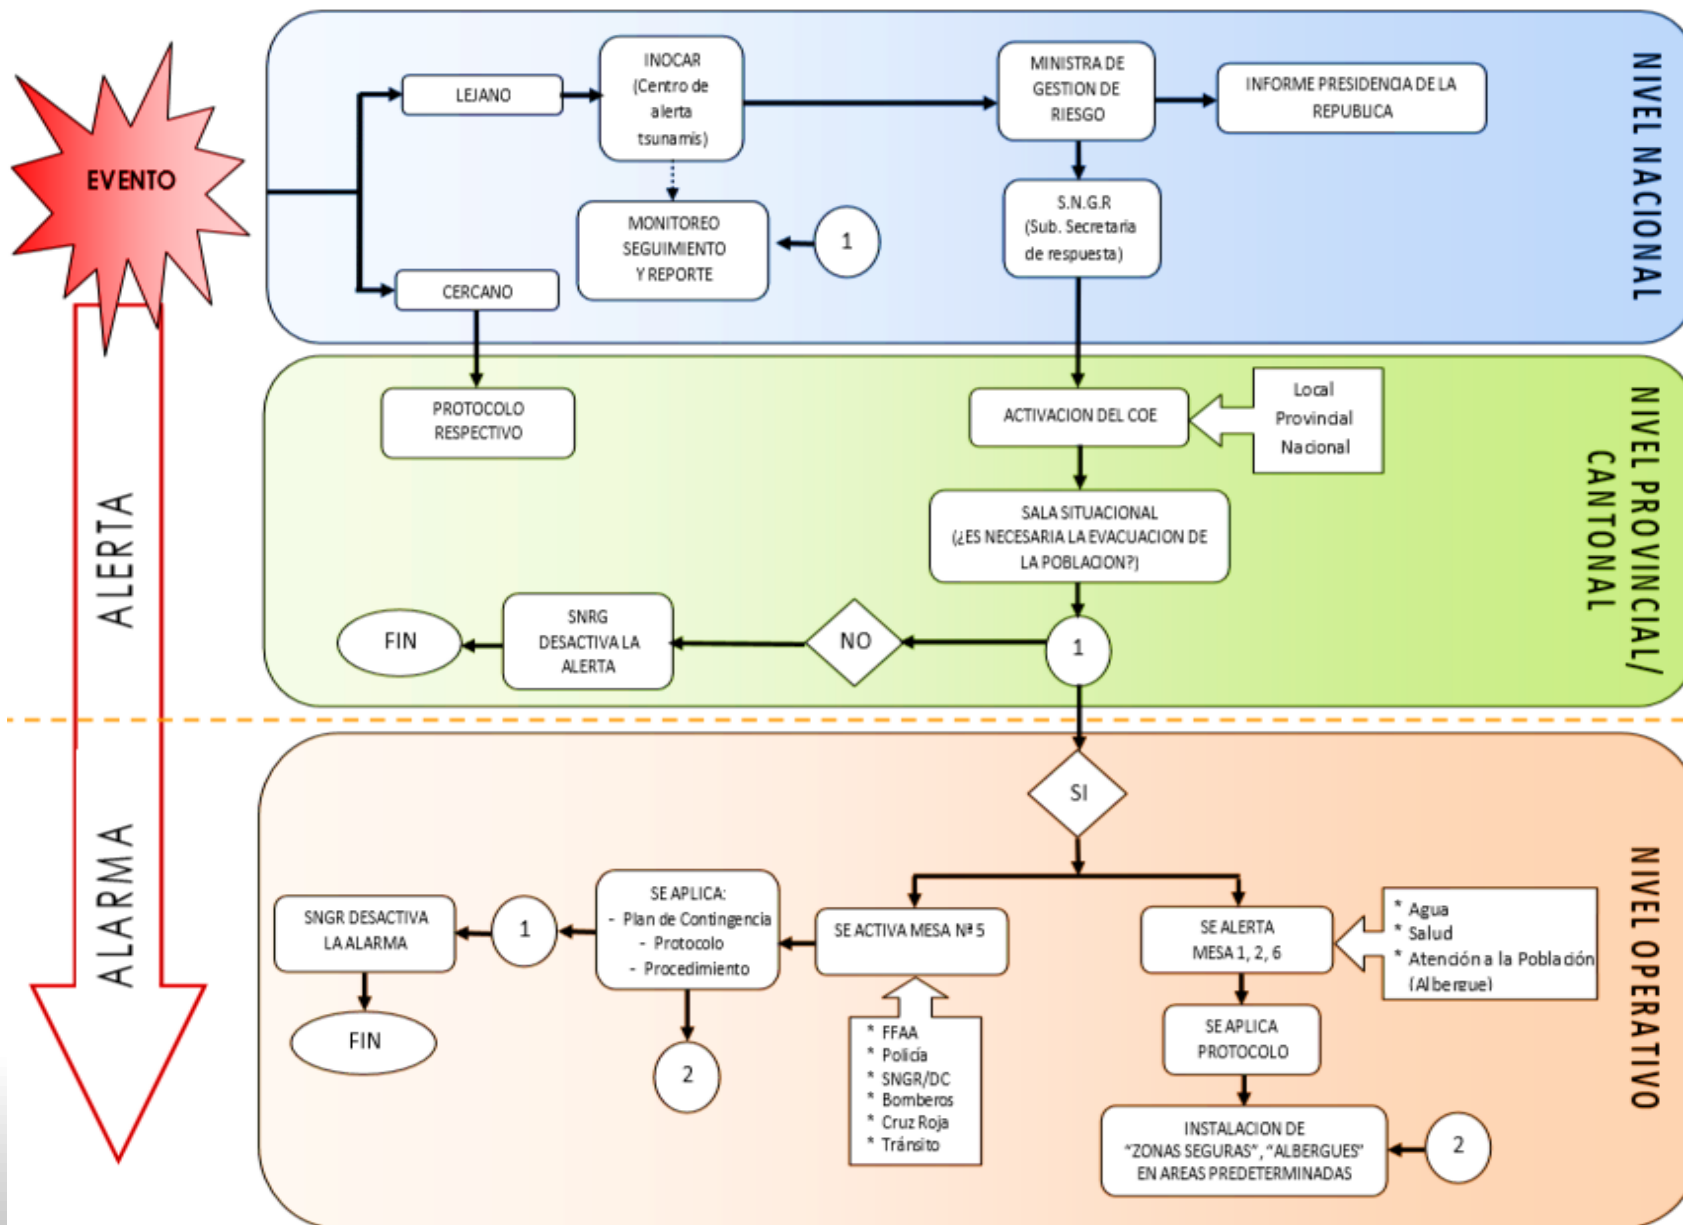 EVENTO
ALERTA
ALARMA
NIVEL NACIONAL
LEJANO
INOCAR
(Centro de
alerta
tsunamis)
MINISTRA DE
GESTION DE
RIESGO
INFORME PRESIDENCIA DE LA
REPUBLICA
MONITOREO
SEGUIMIENTO
Y REPORTE
1
S.N.G.R
(Sub. Secretaria
de respuesta)
CERCANO
NIVEL PROVINCIAL/
CANTONAL
PROTOCOLO
RESPECTIVO
ACTIVACION DEL COE
Local
Provincial
Nacional
SALA SITUACIONAL
(¿ES NECESARIA LA EVACUACION DE
LA POBLACION?)
FIN
SNRG
DESACTIVA LA
ALERTA
NO
1
NIVEL OPERATIVO
SI
SNGR DESACTIVA
LA ALARMA
1
SE APLICA:
- Plan de Contingencia
- Protocolo
- Procedimiento
SE ACTIVA MESA Nª 5
SE ALERTA
MESA 1, 2, 6
* Agua
* Salud
* Atención a la Población
(Albergue)
FIN
2
* FFAA
* Policía
* SNGR/DC
* Bomberos
* Cruz Roja
* Tránsito
SE APLICA
PROTOCOLO
INSTALACION DE
"ZONAS SEGURAS", "ALBERGUES"
EN AREAS PREDETERMINADAS
2